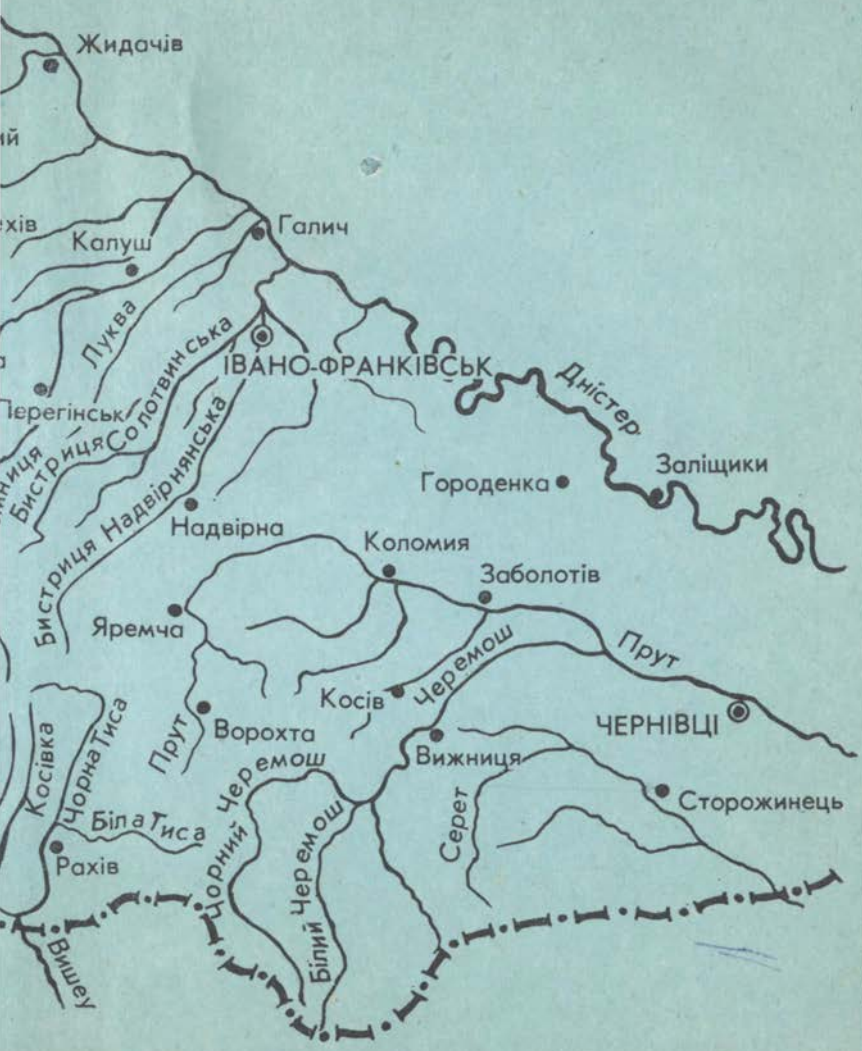 Жидачів
ий
ехів
Калуш
Галич
Луква
ІВАНО-ФРАНКІВСЬК
Перегінськ
Бистриця Солотвинська
Бистриця Надвірнянська
Дністер
Заліщики
Городенка
Надвірна
Коломия
Заболотів
Яремча
Черемош
Прут
Косів
ЧЕРНІВЦІ
Ворохта
Прут
Вижниця
Косівка
Чорна Тиса
Чорний Черемош
Біла Тиса
Сторожинець
Серет
Рахів
Білий Черемош
Вишеу